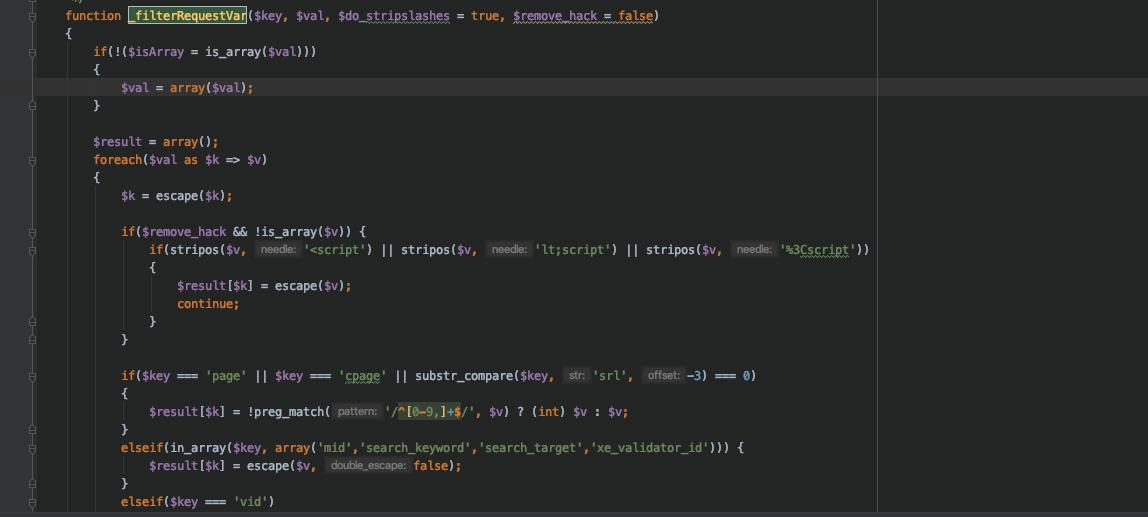 function _filterRequestVar($key, $val, $do_stripslashes = true, $remove_hack = false)
{
if(!($isArray = is_array($val)))
{
$val = array($val);
}
$result = array();
foreach($val as $k => $v)
{
$k = escape($k);
if($remove_hack && !is_array($v)) {
if(stripos($v, needle: '<script') || stripos($v, needle: 'lt;script') || stripos($v, needle: '%3Cscript'))
{
$result[$k] = escape($v);
continue;
}
}
if($key === 'page' || $key === 'cpage' || substr_compare($key, str: 'srl', offset: -3) === 0)
{
$result[$k] = !preg_match( pattern: '/^[0-9,]+$/', $v) ? (int) $v : $v;
}
elseif(in_array($key, array('mid','search_keyword','search_target','xe_validator_id'))) {
$result[$k] = escape($v, double_escape: false);
}
elseif($key === 'vid')